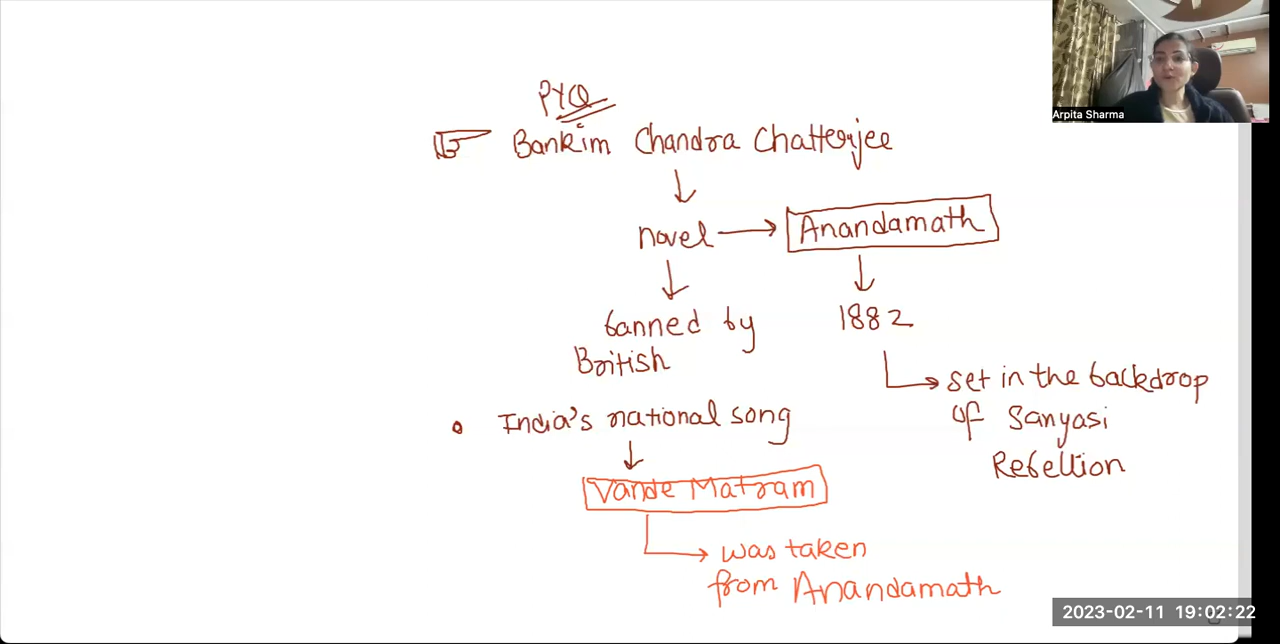 Arpita Sharma
PYQ
Bankim Chandra Chatterjee
novel → Anandamath
banned by
British
1882
set in the backdrop
of Sanyasi
Rebellion
India's national song
Vande Matram
was taken
from Anandamath
2023-02-11 19:02:22